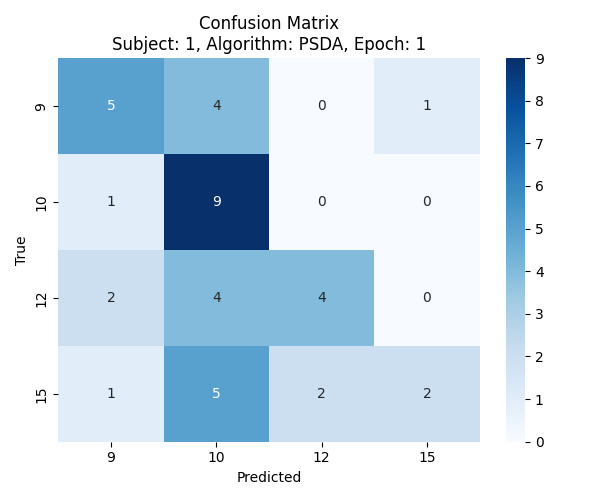 Confusion Matrix
Subject: 1, Algorithm: PSDA, Epoch: 1
True
9 5 4 0 1
10 1 9 0 0
12 2 4 4 0
15 1 5 2 2
9 10 12 15
Predicted
9
8
7
6
5
4
3
2
1
0